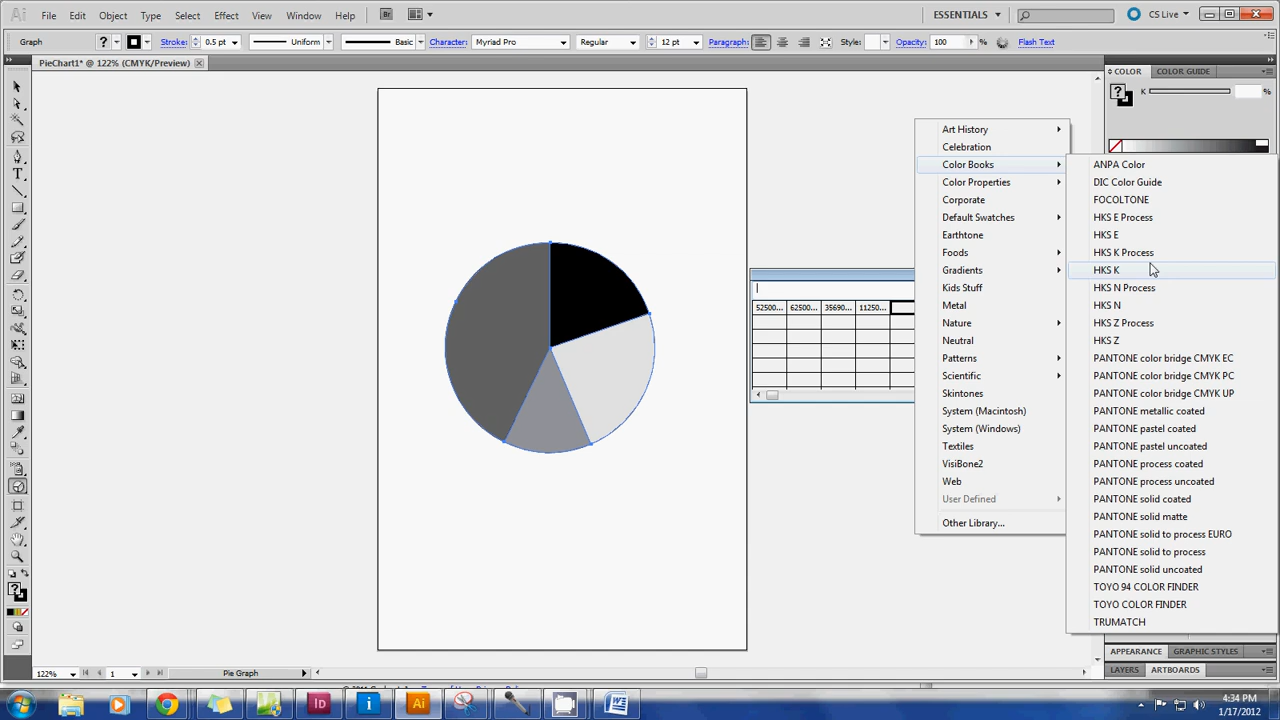 Ai File Edit Object Type Select Effect View Window Help Br ESSENTIALS CS Live
Graph ? Stroke: 0.5 pt Uniform Basic Character: Myriad Pro Regular 12 pt Paragraph: Style: Opacity: 100 % Flash Text
PieChart1* @ 122% (CMYK/Preview)
COLOR COLOR GUIDE
? K %
Art History
Celebration
Color Books
Color Properties
Corporate
Default Swatches
Earthtone
Foods
Gradients
Kids Stuff
Metal
Nature
Neutral
Patterns
Scientific
Skintones
System (Macintosh)
System (Windows)
Textiles
VisiBone2
Web
User Defined
Other Library...
ANPA Color
DIC Color Guide
FOCOLTONE
HKS E Process
HKS E
HKS K Process
HKS K
HKS N Process
HKS N
HKS Z Process
HKS Z
PANTONE color bridge CMYK EC
PANTONE color bridge CMYK PC
PANTONE color bridge CMYK UP
PANTONE metallic coated
PANTONE pastel coated
PANTONE pastel uncoated
PANTONE process coated
PANTONE process uncoated
PANTONE solid coated
PANTONE solid matte
PANTONE solid to process EURO
PANTONE solid to process
PANTONE solid uncoated
TOYO 94 COLOR FINDER
TOYO COLOR FINDER
TRUMATCH
52500... 62500... 35690... 11250...
APPEARANCE GRAPHIC STYLES
LAYERS ARTBOARDS
122% 1 Pie Graph
Id i Ai W
4:34 PM
1/17/2012